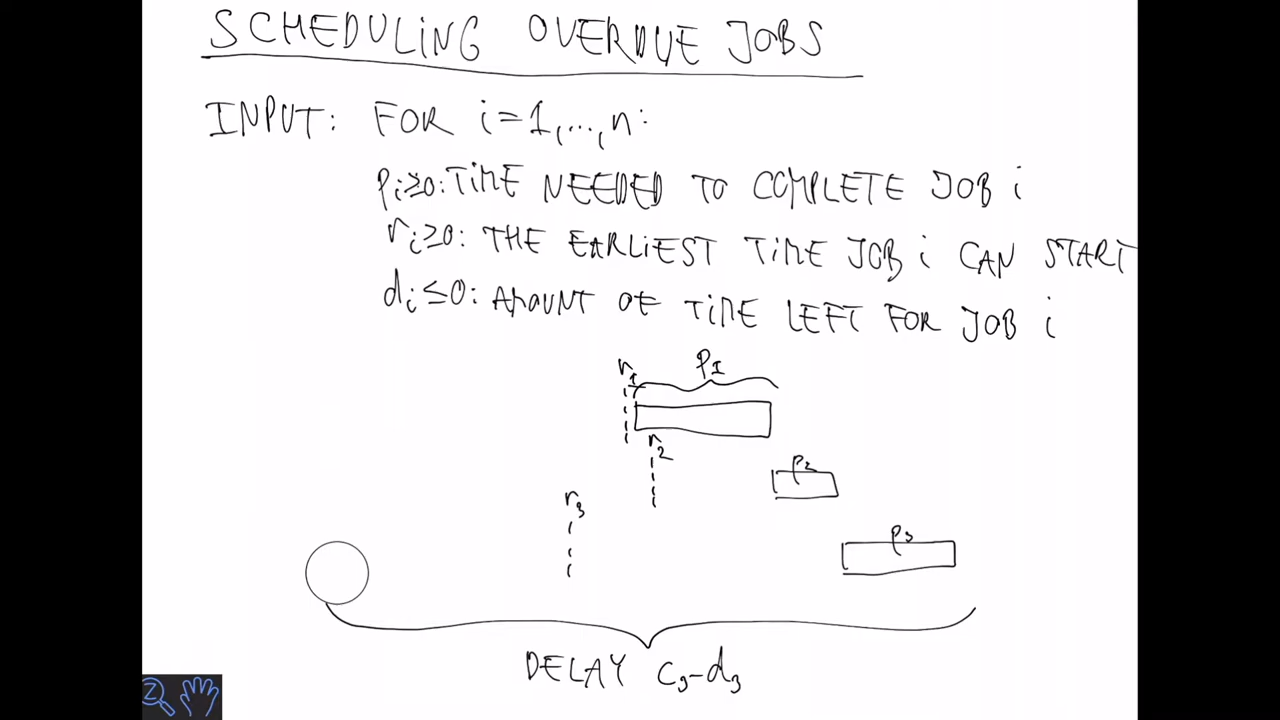 SCHEDULING OVERDUE JOBS
INPUT: FOR i=1,...,n:
pi≥0: TIME NEEDED TO COMPLETE JOB i
ri≥0: THE EARLIEST TIME JOB i CAN START
di≤0: AMOUNT OF TIME LEFT FOR JOB i
r1 p1
r2
p2
r3
p3
DELAY c3-d3
Z